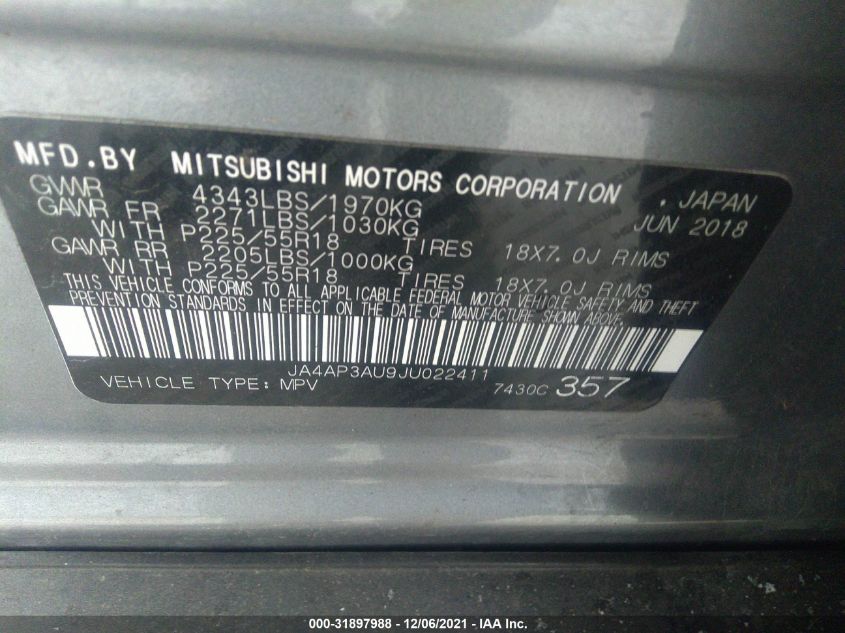 MFD.BY MITSUBISHI MOTORS CORPORATION , JAPAN
GVWR 4343LBS/1970KG JUN 2018
GAWR FR 2271LBS/1030KG
WITH P225/55R18 TIRES 18X7.0J RIMS
GAWR RR 2205LBS/1000KG
WITH P225/55R18 TIRES 18X7.0J RIMS
THIS VEHICLE CONFORMS TO ALL APPLICABLE FEDERAL MOTOR VEHICLE SAFETY AND THEFT
PREVENTION STANDARDS IN EFFECT ON THE DATE OF MANUFACTURE SHOWN ABOVE.
JA4AP3AU9JU022411
VEHICLE TYPE: MPV 7430C 357
000-31897988 - 12/06/2021 - IAA Inc.